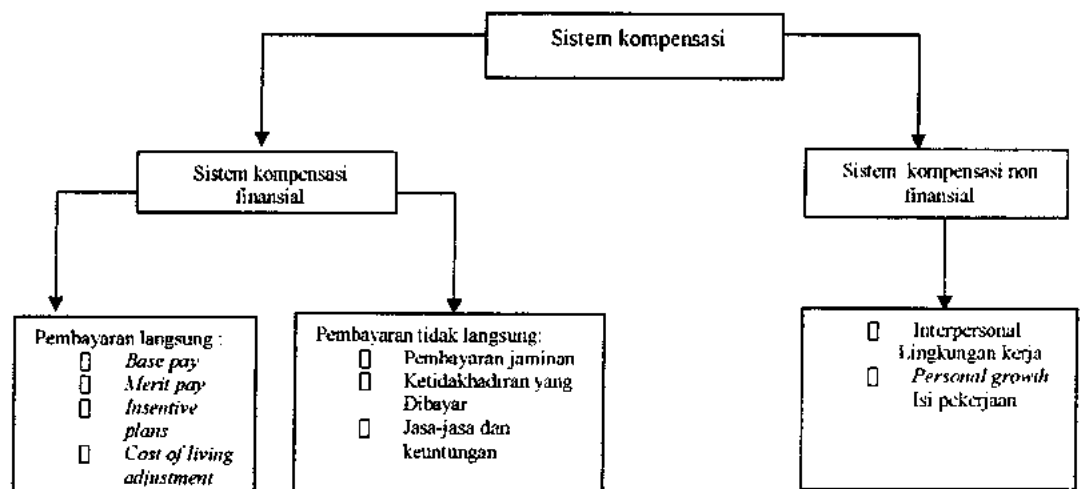 Sistem kompensasi
Sistem kompensasi
finansial
Sistem kompensasi non
finansial
Pembayaran langsung :
▯ Base pay
▯ Merit pay
▯ Insentive
plans
▯ Cost of living
adjustment
Pembayaran tidak langsung:
▯ Pembayaran jaminan
▯ Ketidakhadiran yang
Dibayar
▯ Jasa-jasa dan
keuntungan
▯ Interpersonal
Lingkungan kerja
▯ Personal growth
Isi pekerjaan